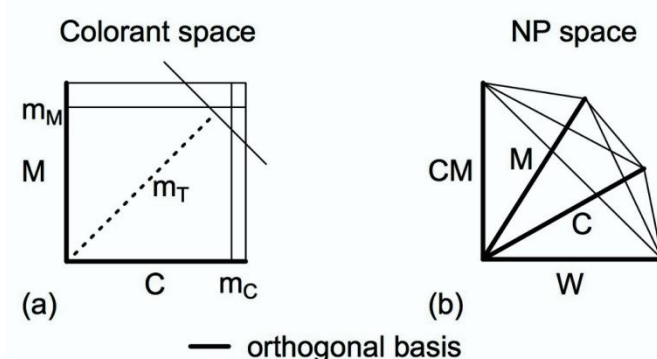 Colorant space
m_M
M
m_T
C
m_C
(a)
NP space
CM
M
C
W
(b)
orthogonal basis